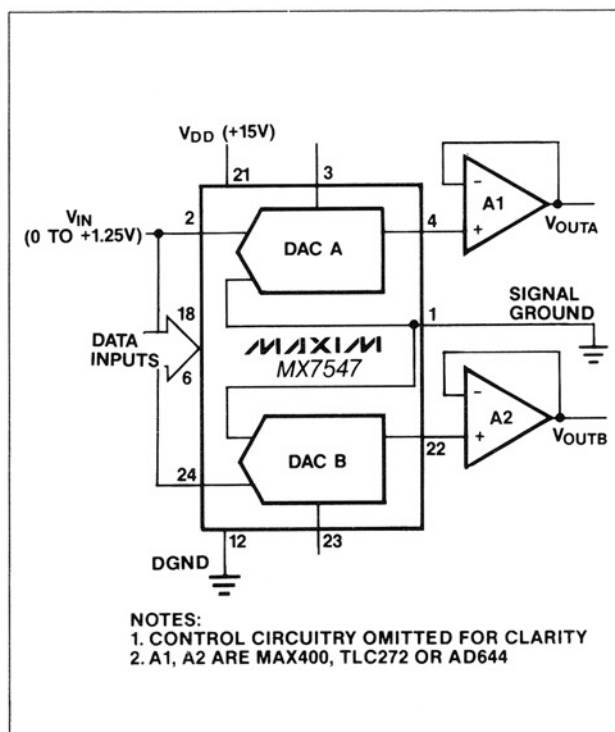 VDD (+15V)
21
3
VIN
(0 TO +1.25V)
2
DAC A
4
-
A1
+
VOUTA
18
DATA
INPUTS
6
MAXIM
MX7547
1
SIGNAL
GROUND
DAC B
22
-
A2
+
VOUTB
24
12
23
DGND
NOTES:
1. CONTROL CIRCUITRY OMITTED FOR CLARITY
2. A1, A2 ARE MAX400, TLC272 OR AD644